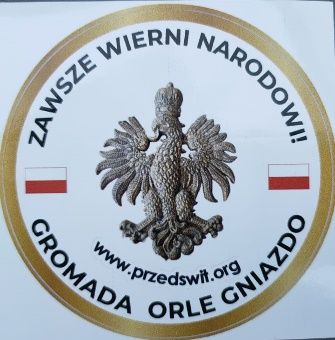 ZAWSZE WIERNI NARODOWI!
www.przedswit.org
GROMADA ORLE GNIAZDO